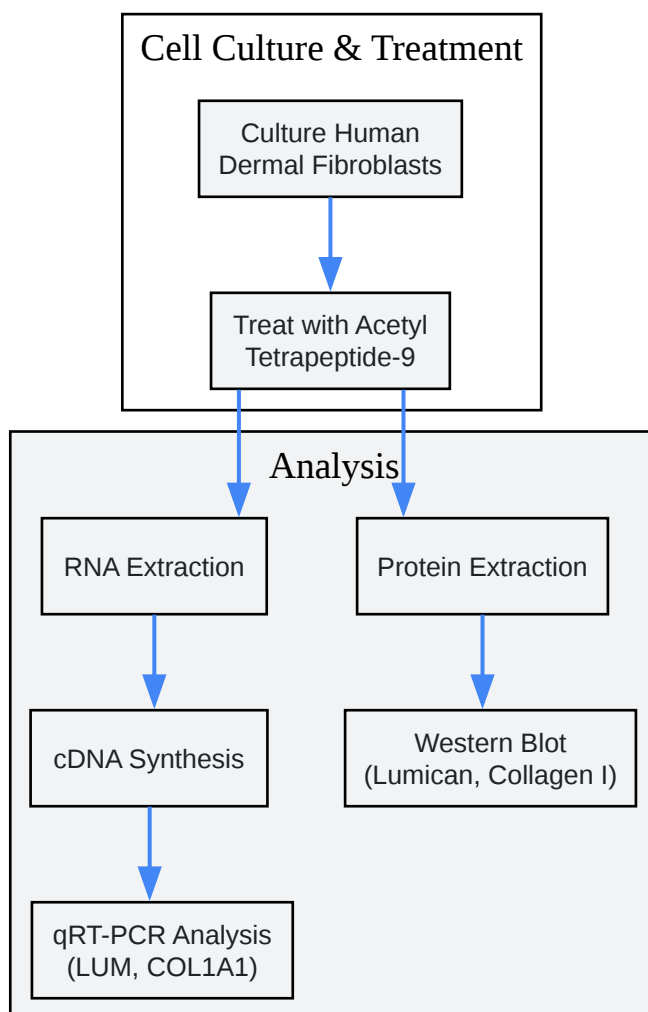 Cell Culture & Treatment
Culture Human
Dermal Fibroblasts
Treat with Acetyl
Tetrapeptide-9
Analysis
RNA Extraction
Protein Extraction
cDNA Synthesis
Western Blot
(Lumican, Collagen I)
qRT-PCR Analysis
(LUM, COL1A1)